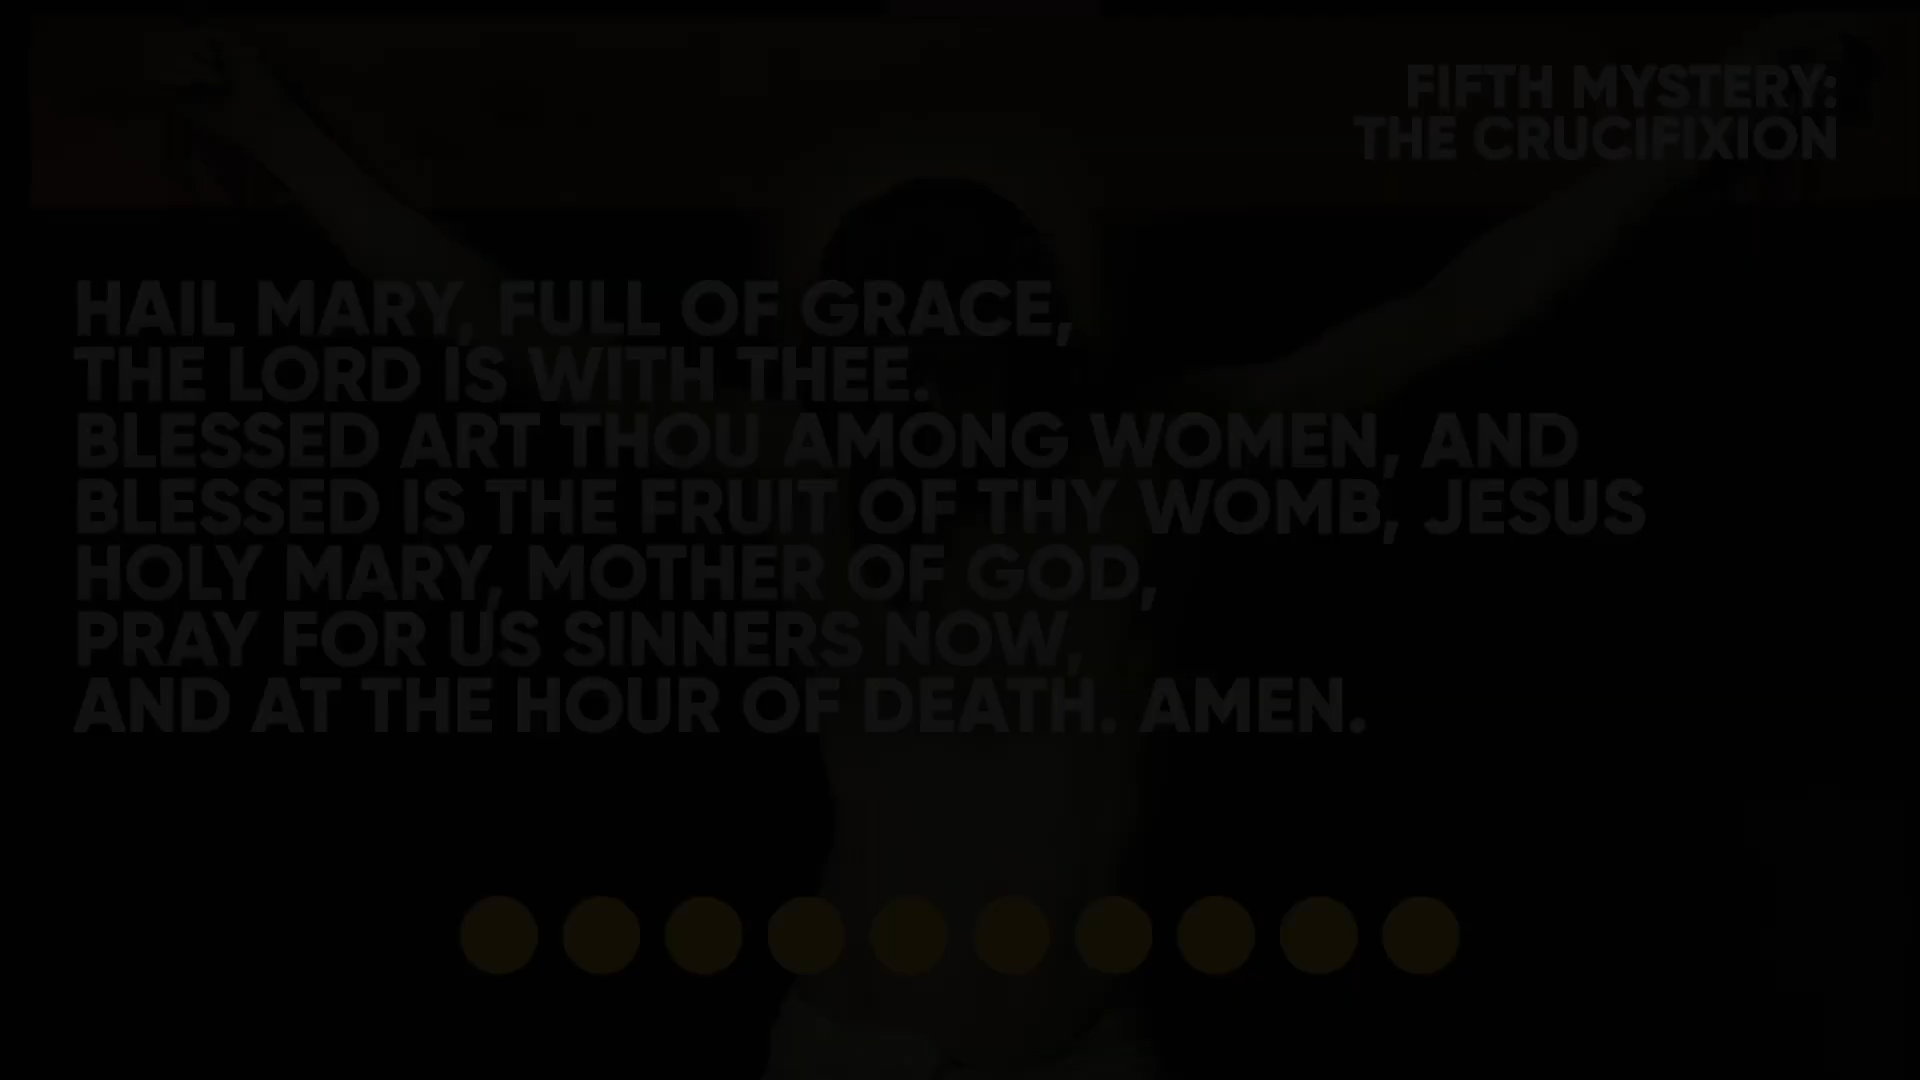 FIFTH MYSTERY:
THE CRUCIFIXION
HAIL MARY, FULL OF GRACE,
THE LORD IS WITH THEE.
BLESSED ART THOU AMONG WOMEN, AND
BLESSED IS THE FRUIT OF THY WOMB, JESUS
HOLY MARY, MOTHER OF GOD,
PRAY FOR US SINNERS NOW,
AND AT THE HOUR OF DEATH. AMEN.